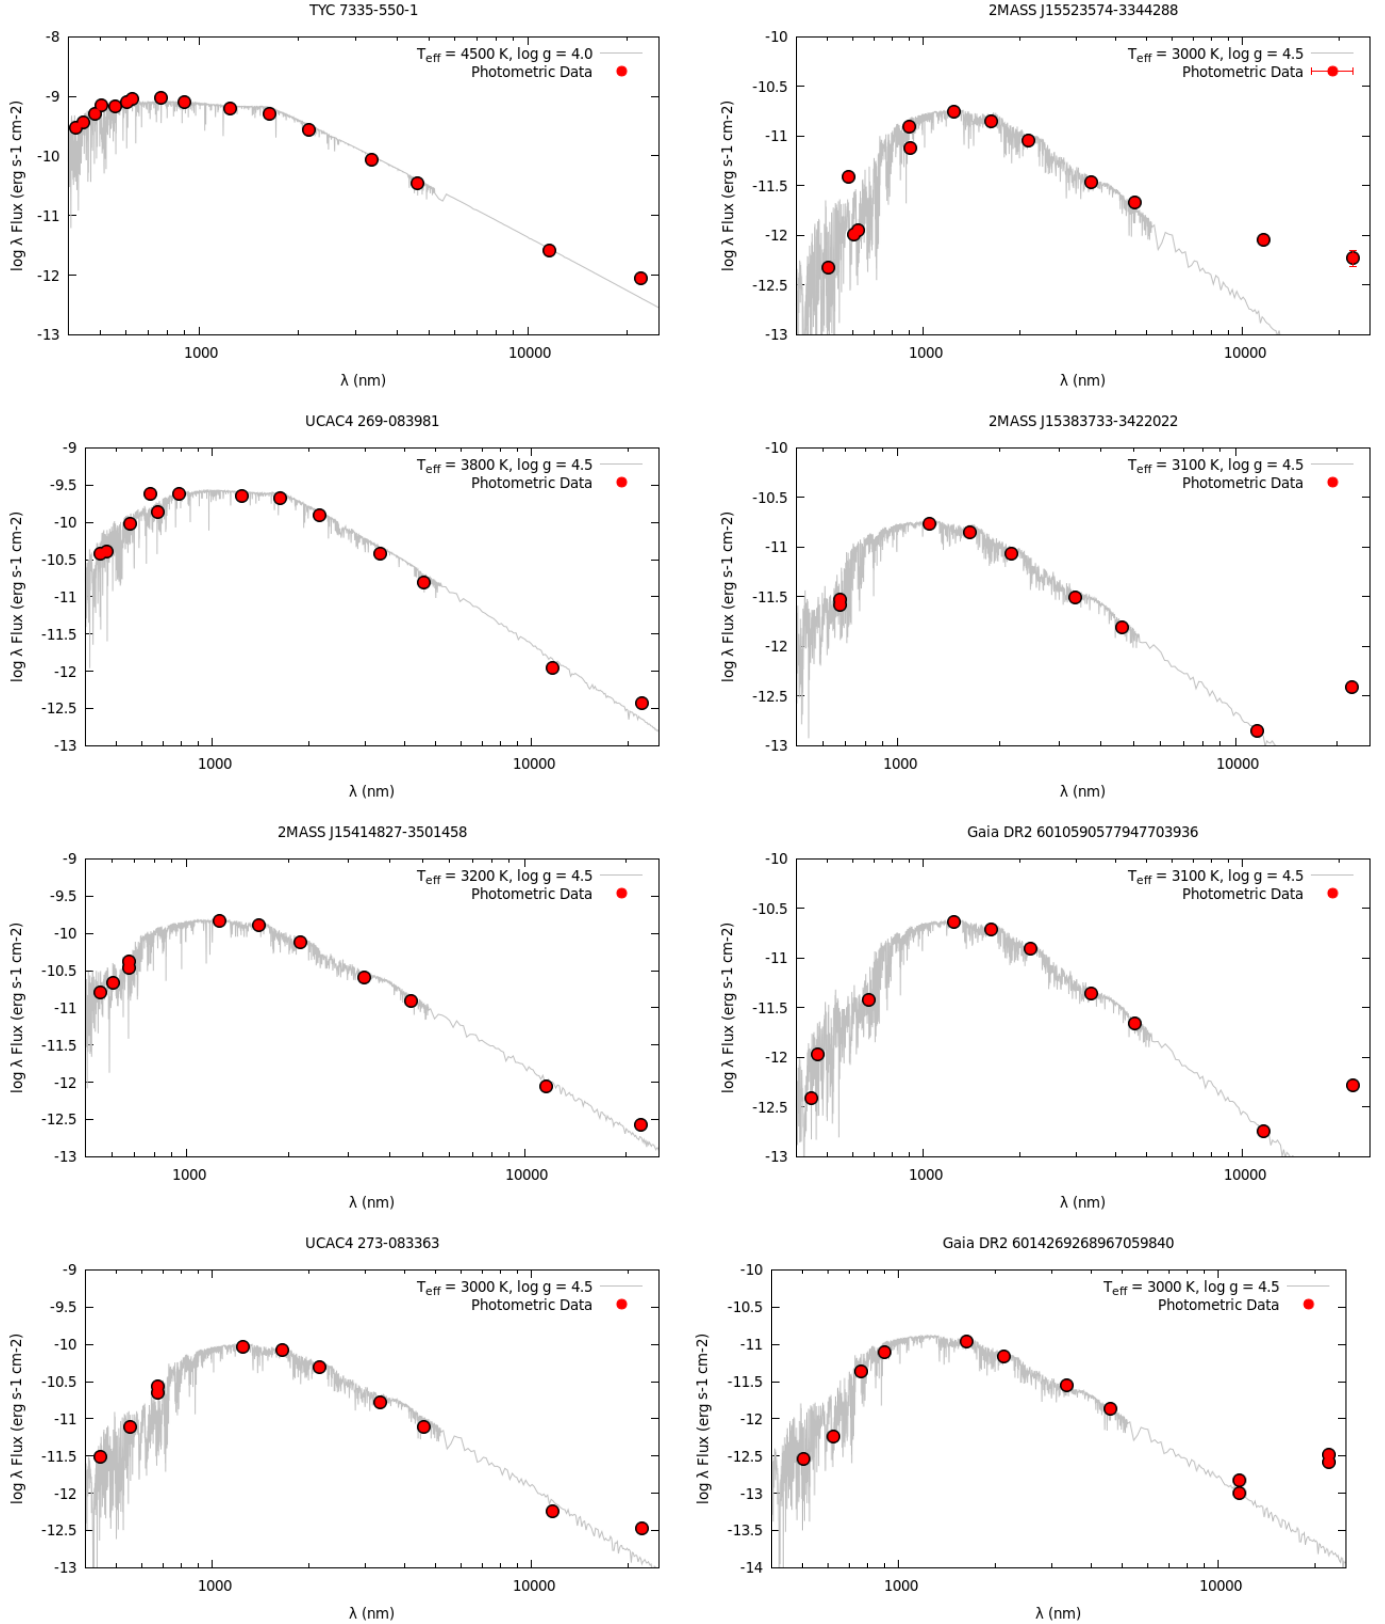 TYC 7335-550-1
T_eff = 4500 K, log g = 4.0
Photometric Data
log λ Flux (erg s-1 cm-2)
-8
-9
-10
-11
-12
-13
1000 10000
λ (nm)
2MASS J15523574-3344288
T_eff = 3000 K, log g = 4.5
Photometric Data
log λ Flux (erg s-1 cm-2)
-10
-10.5
-11
-11.5
-12
-12.5
-13
1000 10000
λ (nm)
UCAC4 269-083981
T_eff = 3800 K, log g = 4.5
Photometric Data
log λ Flux (erg s-1 cm-2)
-9
-9.5
-10
-10.5
-11
-11.5
-12
-12.5
-13
1000 10000
λ (nm)
2MASS J15383733-3422022
T_eff = 3100 K, log g = 4.5
Photometric Data
log λ Flux (erg s-1 cm-2)
-10
-10.5
-11
-11.5
-12
-12.5
-13
1000 10000
λ (nm)
2MASS J15414827-3501458
T_eff = 3200 K, log g = 4.5
Photometric Data
log λ Flux (erg s-1 cm-2)
-9
-9.5
-10
-10.5
-11
-11.5
-12
-12.5
-13
1000 10000
λ (nm)
Gaia DR2 6010590577947703936
T_eff = 3100 K, log g = 4.5
Photometric Data
log λ Flux (erg s-1 cm-2)
-10
-10.5
-11
-11.5
-12
-12.5
-13
1000 10000
λ (nm)
UCAC4 273-083363
T_eff = 3000 K, log g = 4.5
Photometric Data
log λ Flux (erg s-1 cm-2)
-9
-9.5
-10
-10.5
-11
-11.5
-12
-12.5
-13
1000 10000
λ (nm)
Gaia DR2 6014269268967059840
T_eff = 3000 K, log g = 4.5
Photometric Data
log λ Flux (erg s-1 cm-2)
-10
-10.5
-11
-11.5
-12
-12.5
-13
-13.5
-14
1000 10000
λ (nm)